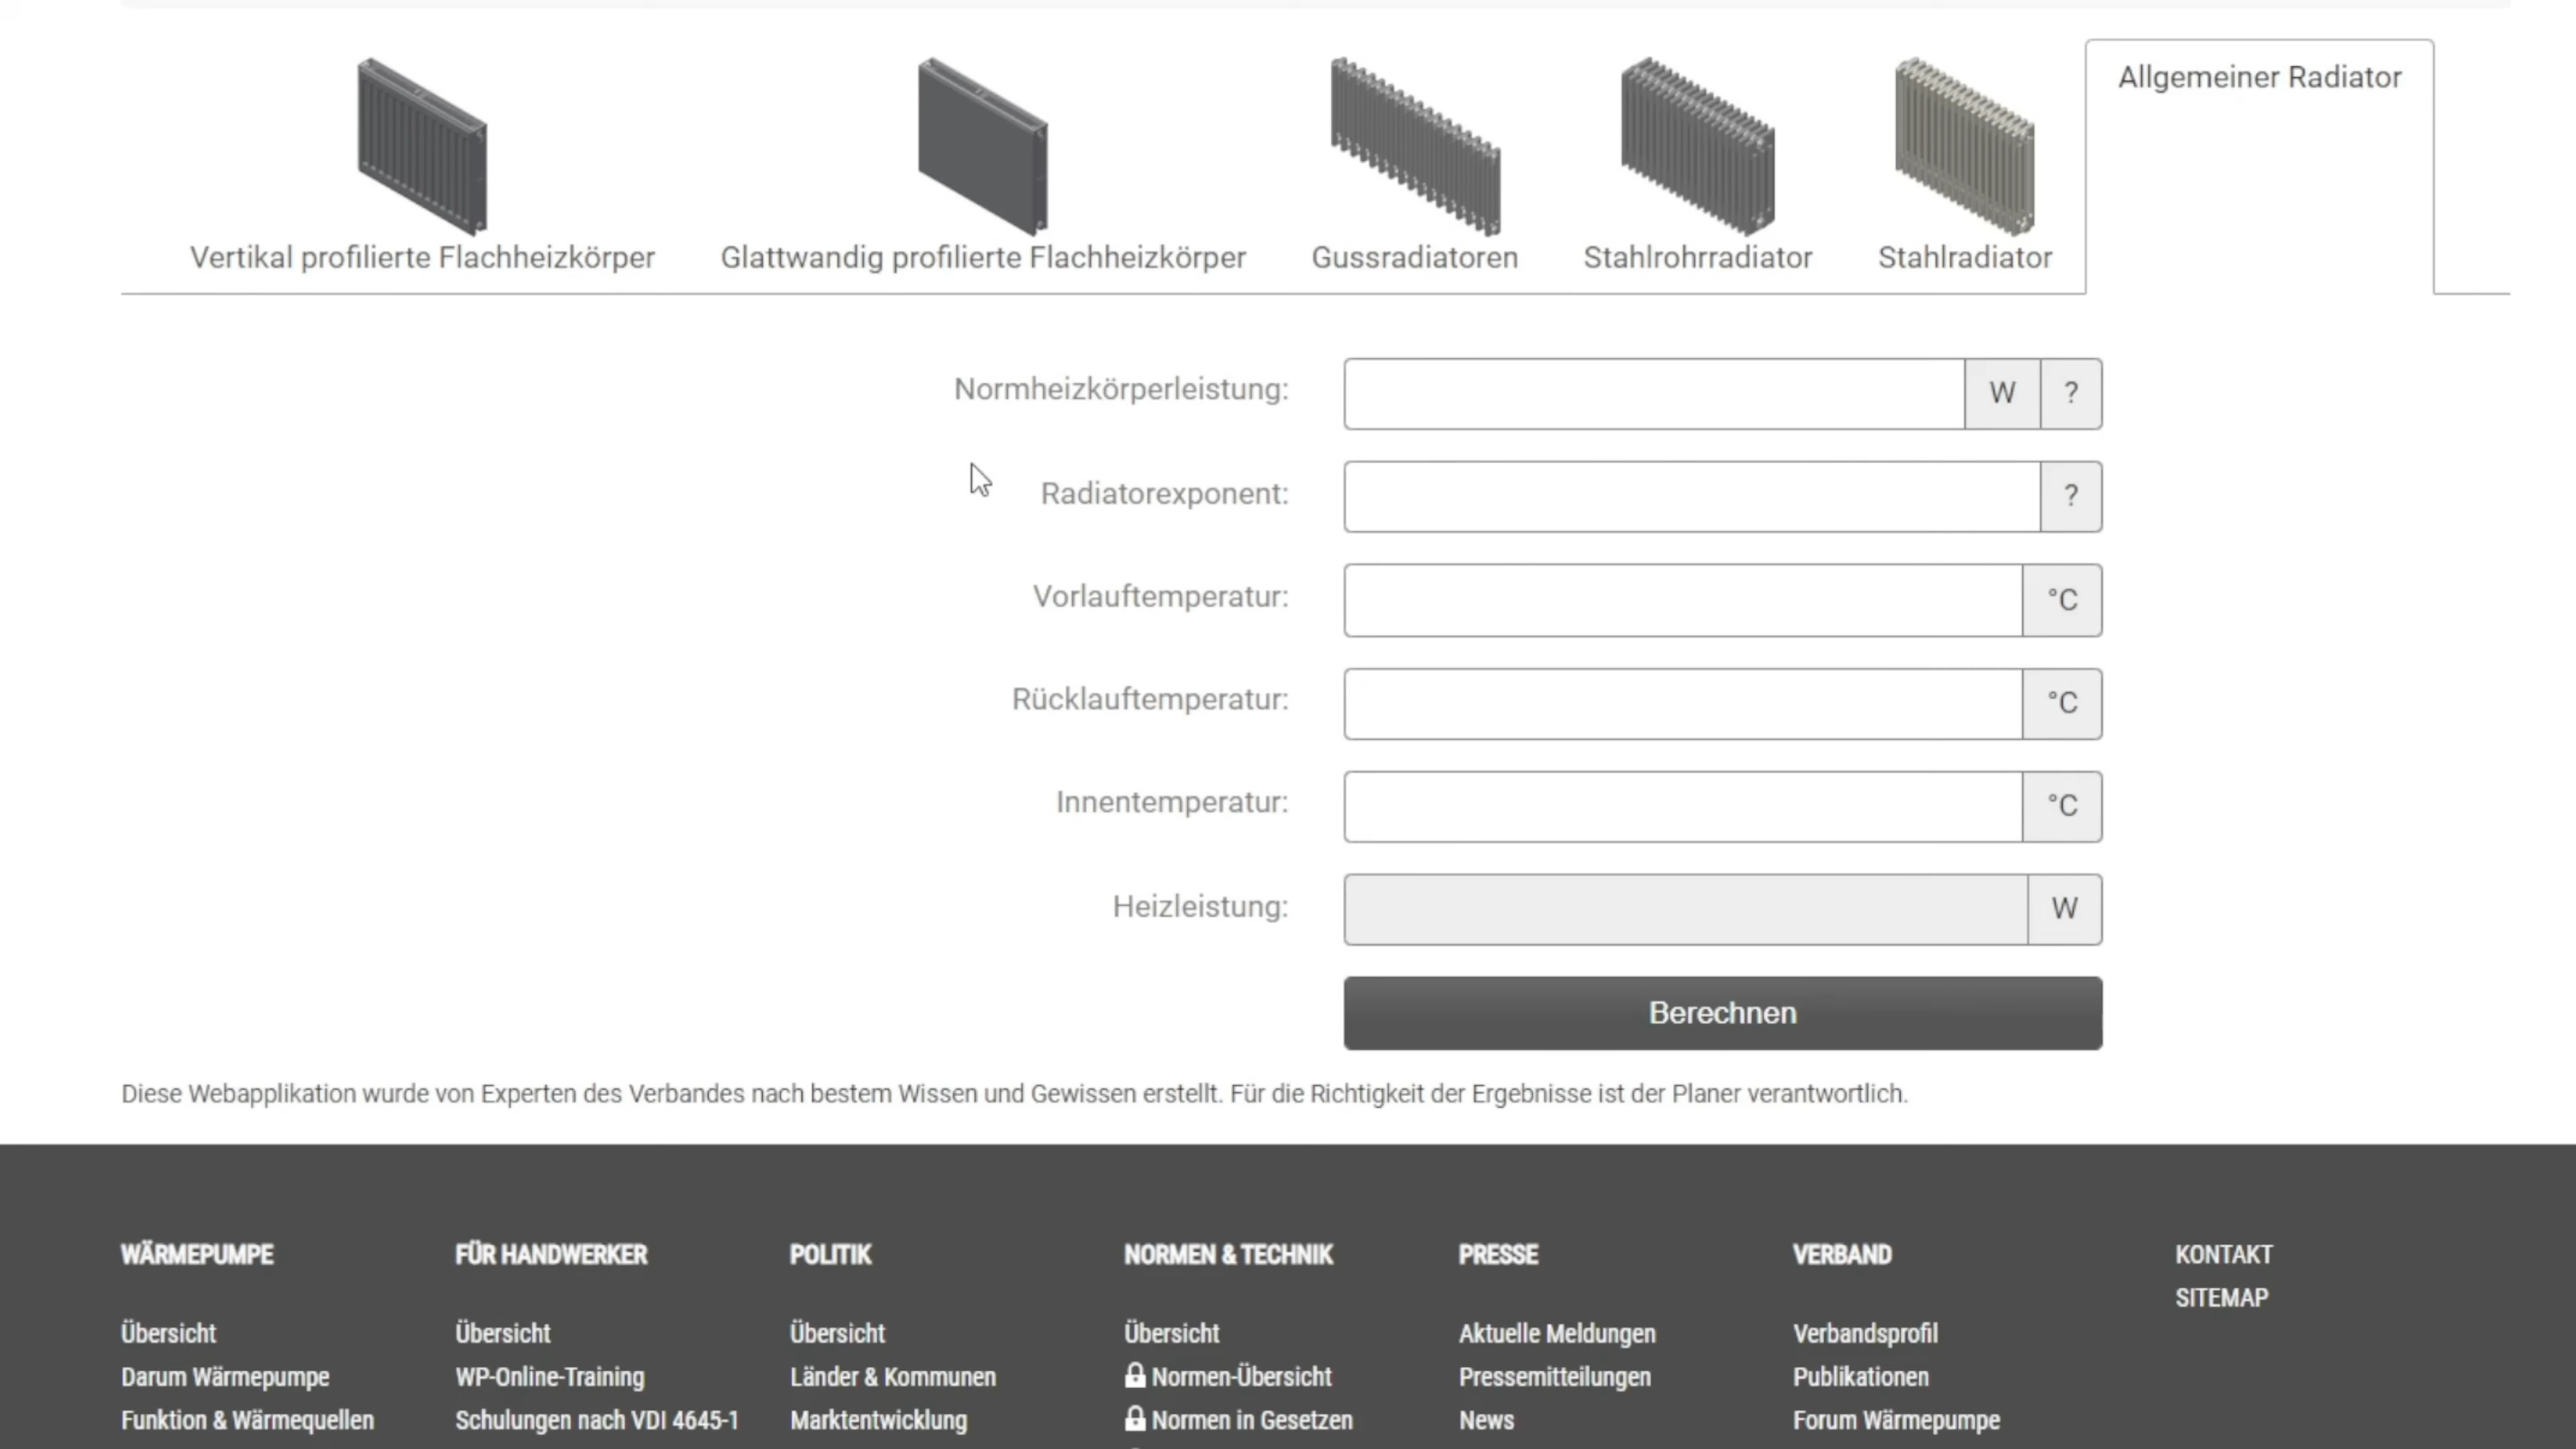 Allgemeiner Radiator
Vertikal profilierte Flachheizkörper
Glattwandig profilierte Flachheizkörper
Gussradiatoren
Stahlrohrradiator
Stahlradiator
Normheizkörperleistung:
W
?
Radiatorexponent:
?
Vorlauftemperatur:
°C
Rücklauftemperatur:
°C
Innentemperatur:
°C
Heizleistung:
W
Berechnen
Diese Webapplikation wurde von Experten des Verbandes nach bestem Wissen und Gewissen erstellt. Für die Richtigkeit der Ergebnisse ist der Planer verantwortlich.
WÄRMEPUMPE
Übersicht
Darum Wärmepumpe
Funktion & Wärmequellen
FÜR HANDWERKER
Übersicht
WP-Online-Training
Schulungen nach VDI 4645-1
POLITIK
Übersicht
Länder & Kommunen
Marktentwicklung
NORMEN & TECHNIK
Übersicht
Normen-Übersicht
Normen in Gesetzen
PRESSE
Aktuelle Meldungen
Pressemitteilungen
News
VERBAND
Verbandsprofil
Publikationen
Forum Wärmepumpe
KONTAKT
SITEMAP